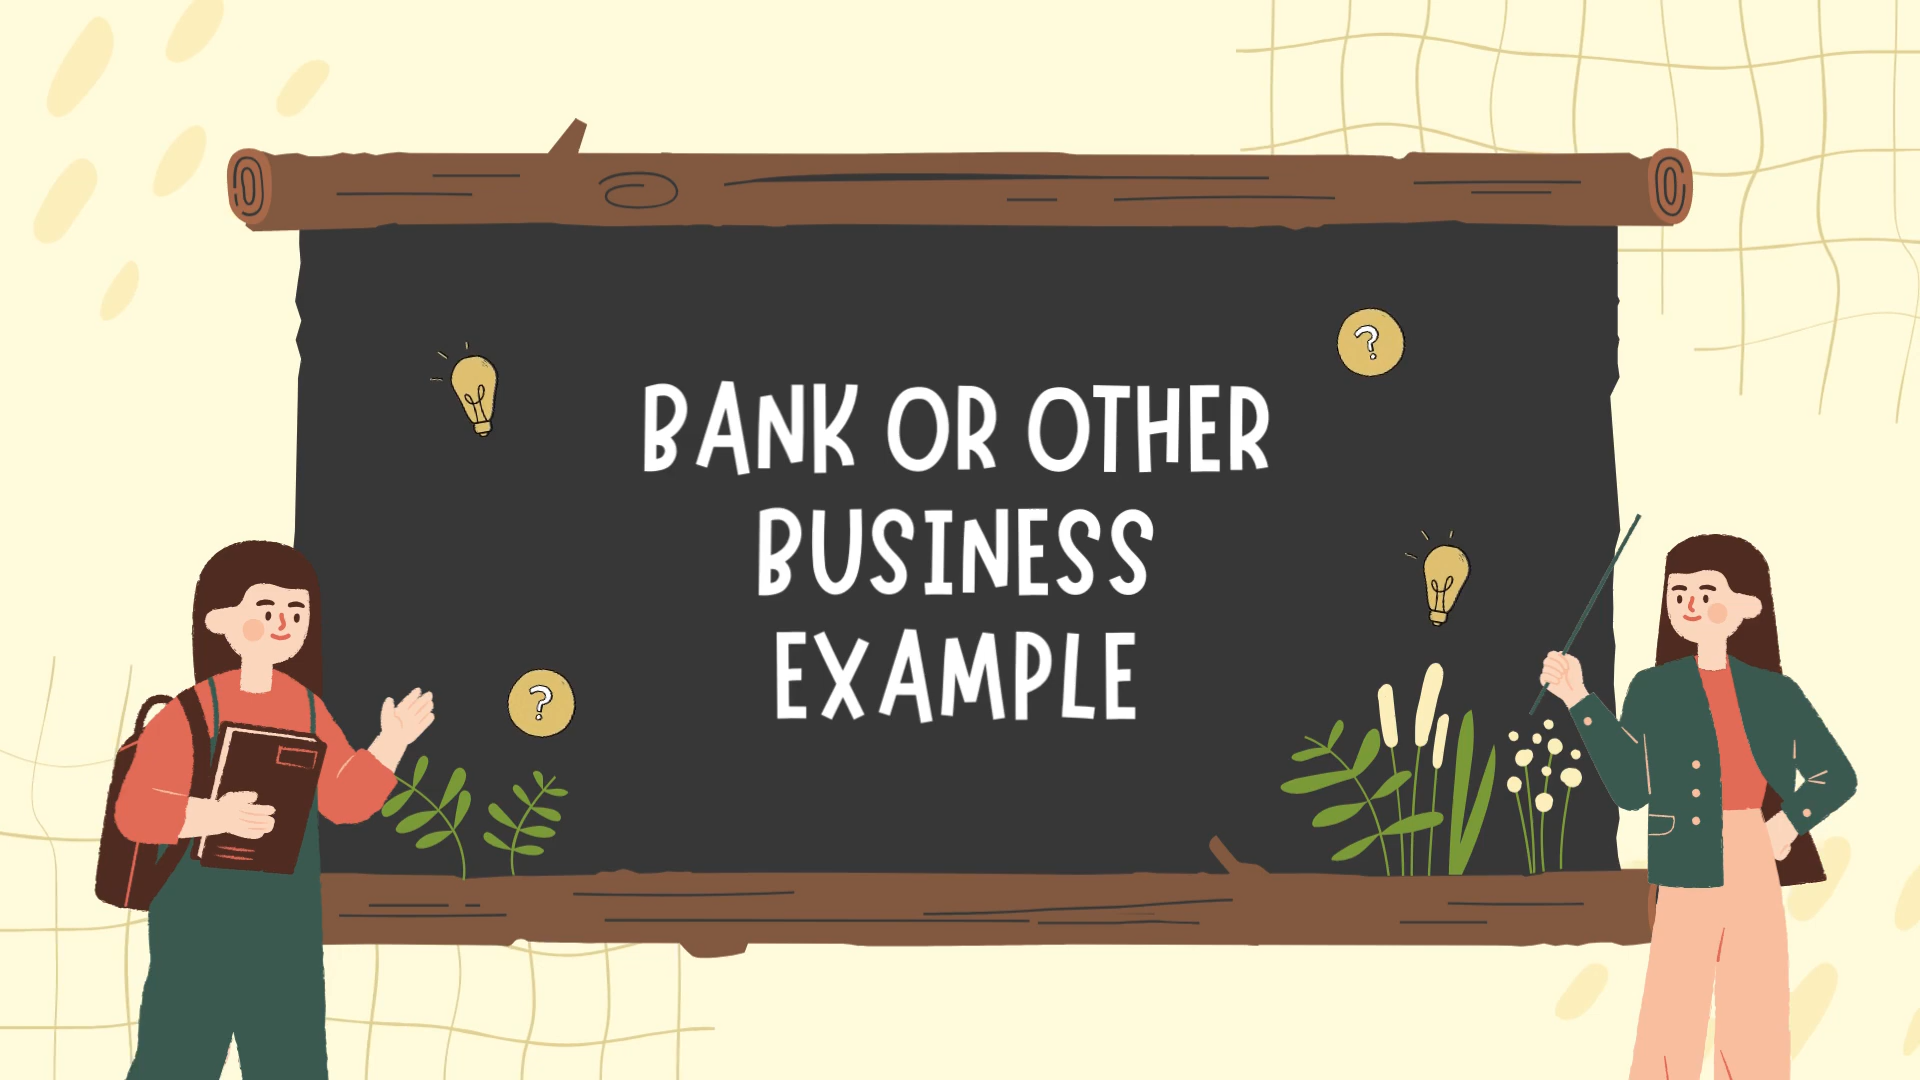 ?
BANK OR OTHER
BUSINESS
EXAMPLE
?